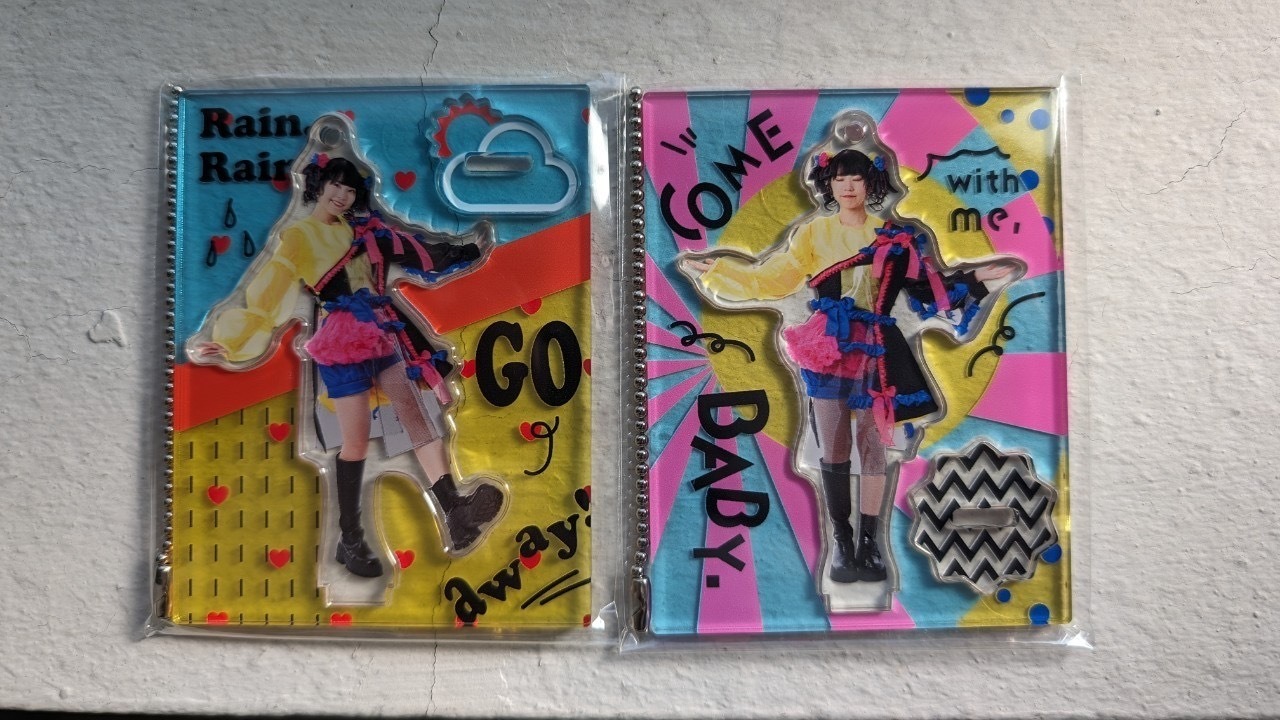 Rain,
Rain
GO
away!
COME
with
me,
BABY.